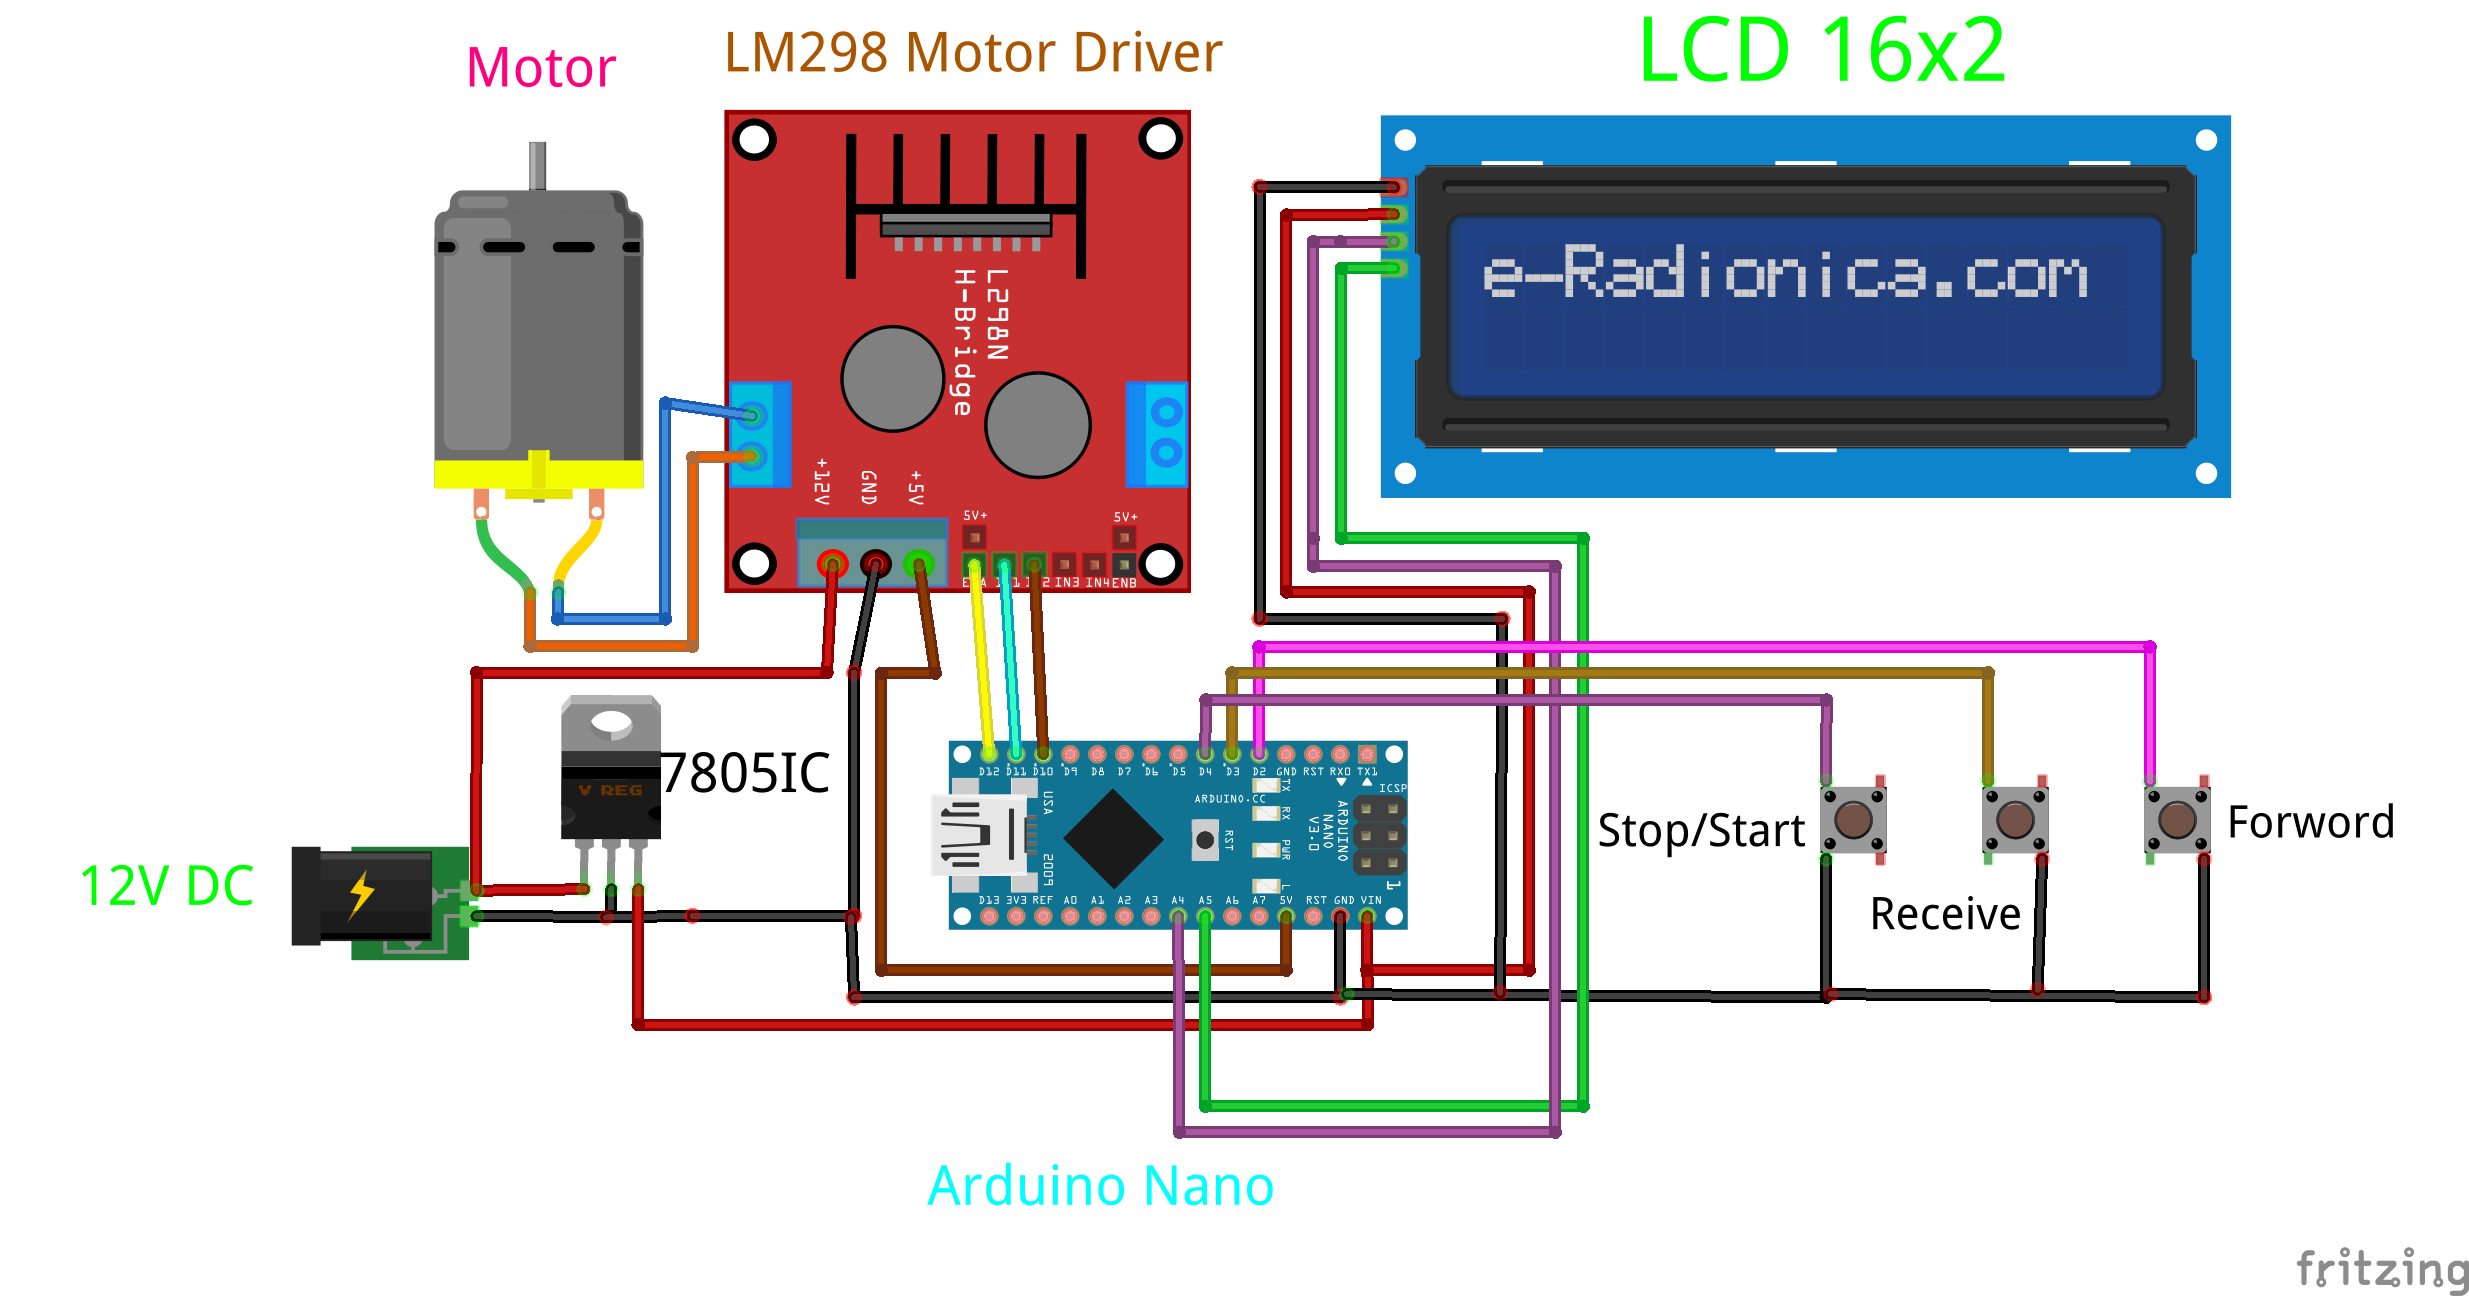 LCD 16x2
LM298 Motor Driver
Motor
L298N
H-Bridge
e-Radionica.com
+12V
GND
+5V
5V+
5V+
IN3
IN4
ENB
7805IC
V REG
12V DC
D12
D11
D10
D9
D8
D7
D6
D5
D4
D3
D2
GND
RST
RX0
TX1
ICSP
ARDUINO.CC
USA
2009
TX
RX
PWR
L
RST
ARDUINO
NANO
V3.0
1
D13
3V3
REF
A0
A1
A2
A3
A4
A5
A6
A7
5V
RST
GND
VIN
Stop/Start
Receive
Forword
Arduino Nano
fritzing